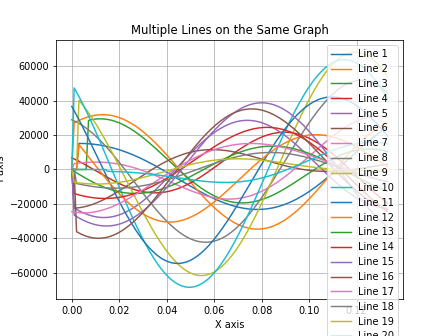 Multiple Lines on the Same Graph
60000
40000
20000
0
−20000
−40000
−60000
0.00
0.02
0.04
0.06
0.08
0.10
X axis
Line 1
Line 2
Line 3
Line 4
Line 5
Line 6
Line 7
Line 8
Line 9
Line 10
Line 11
Line 12
Line 13
Line 14
Line 15
Line 16
Line 17
Line 18
Line 19
Line 20